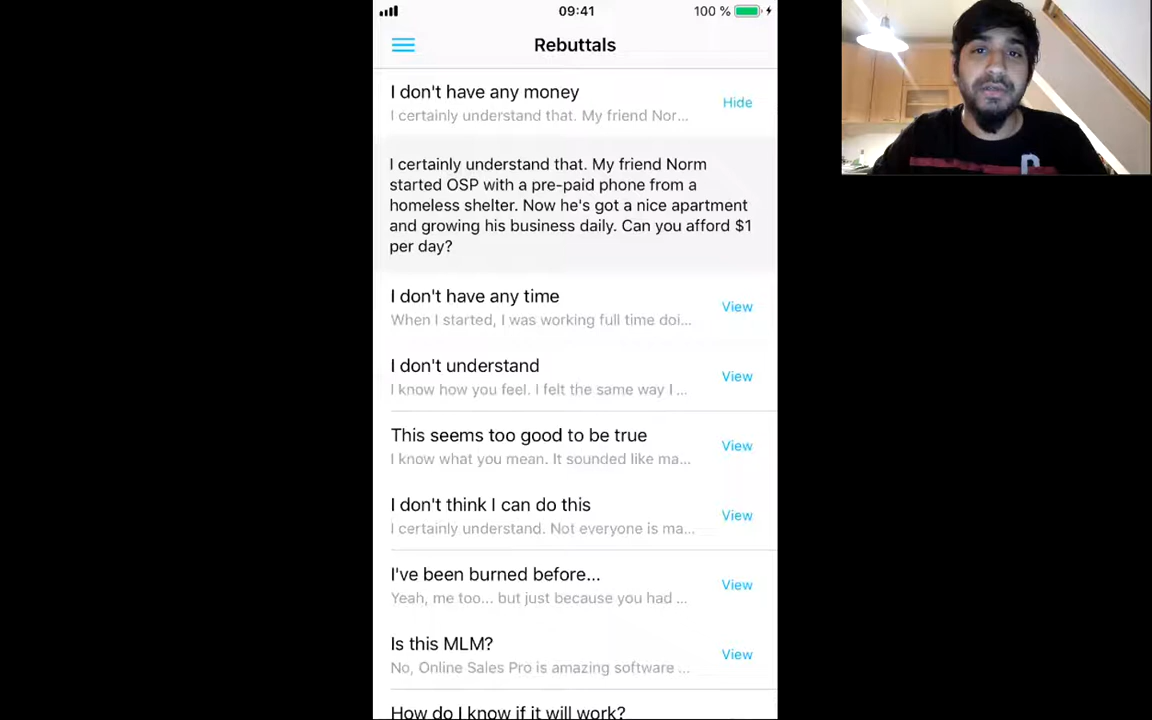 09:41
100 %
Rebuttals
I don't have any money
I certainly understand that. My friend Nor...
Hide
I certainly understand that. My friend Norm
started OSP with a pre-paid phone from a
homeless shelter. Now he's got a nice apartment
and growing his business daily. Can you afford $1
per day?
I don't have any time
When I started, I was working full time doi...
View
I don't understand
I know how you feel. I felt the same way I ...
View
This seems too good to be true
I know what you mean. It sounded like ma...
View
I don't think I can do this
I certainly understand. Not everyone is ma...
View
I've been burned before...
Yeah, me too... but just because you had ...
View
Is this MLM?
No, Online Sales Pro is amazing software ...
View
How do I know if it will work?